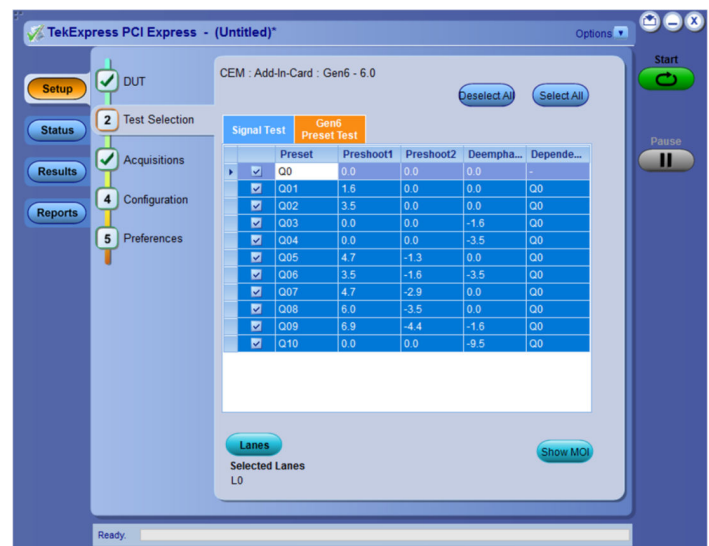 TekExpress PCI Express - (Untitled)*
Options
Start
Pause
Setup
Status
Results
Reports
DUT
2 Test Selection
Acquisitions
4 Configuration
5 Preferences
CEM : Add-In-Card : Gen6 - 6.0
Deselect All
Select All
Signal Test
Gen6
Preset Test
Preset Preshoot1 Preshoot2 Deempha... Depende...
Q0 0.0 0.0 0.0 -
Q01 1.6 0.0 0.0 Q0
Q02 3.5 0.0 0.0 Q0
Q03 0.0 0.0 -1.6 Q0
Q04 0.0 0.0 -3.5 Q0
Q05 4.7 -1.3 0.0 Q0
Q06 3.5 -1.6 -3.5 Q0
Q07 4.7 -2.9 0.0 Q0
Q08 6.0 -3.5 0.0 Q0
Q09 6.9 -4.4 -1.6 Q0
Q10 0.0 0.0 -9.5 Q0
Lanes
Show MOI
Selected Lanes
L0
Ready.